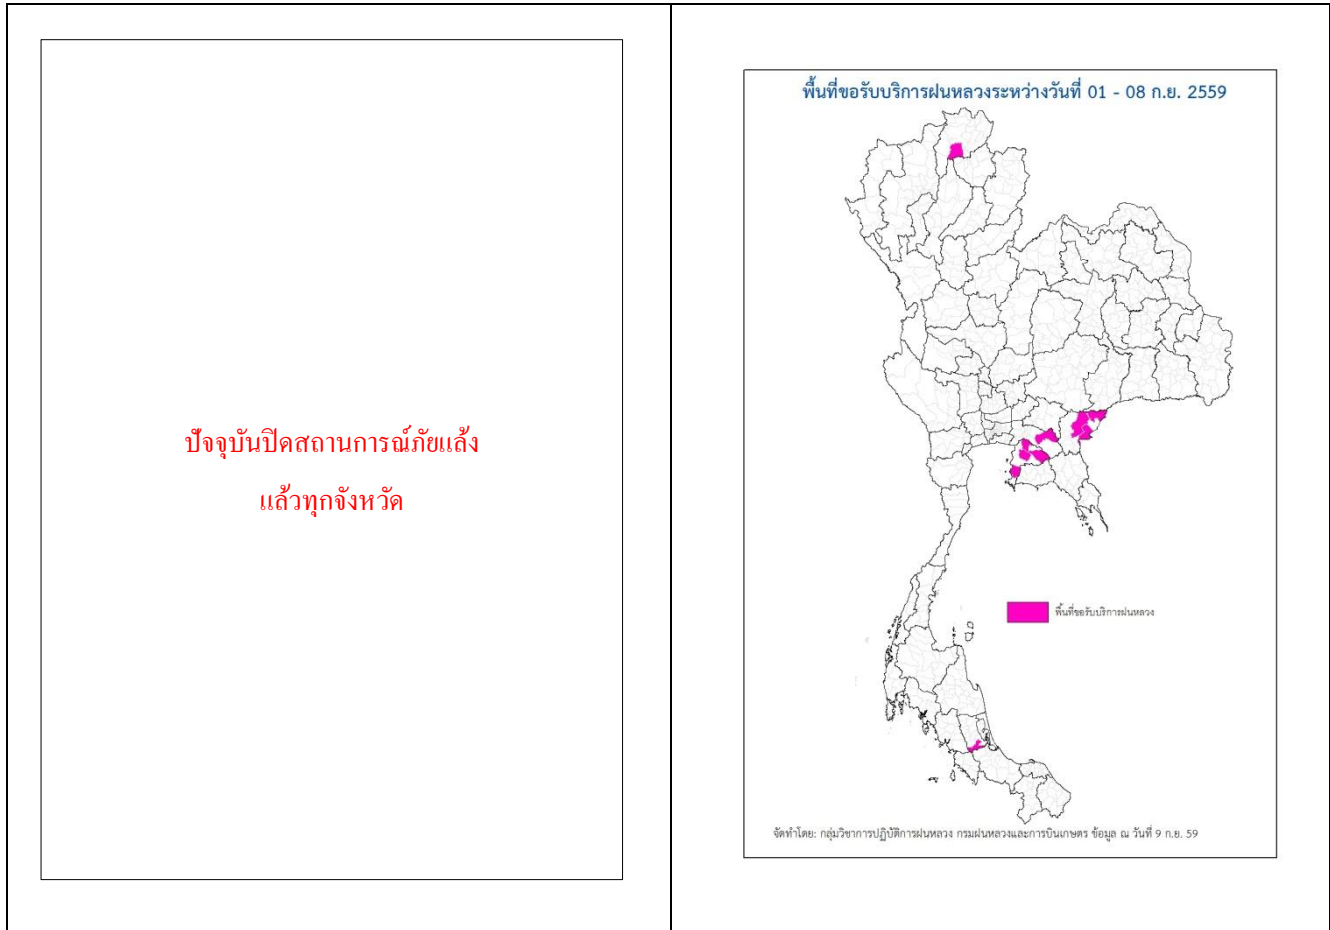 ปัจจุบันปิดสถานการณ์ภัยแล้ง
แล้วทุกจังหวัด
พื้นที่ขอรับบริการฝนหลวงระหว่างวันที่ 01 - 08 ก.ย. 2559
พื้นที่ขอรับบริการฝนหลวง
จัดทำโดย: กลุ่มวิชาการปฏิบัติการฝนหลวง กรมฝนหลวงและการบินเกษตร ข้อมูล ณ วันที่ 9 ก.ย. 59